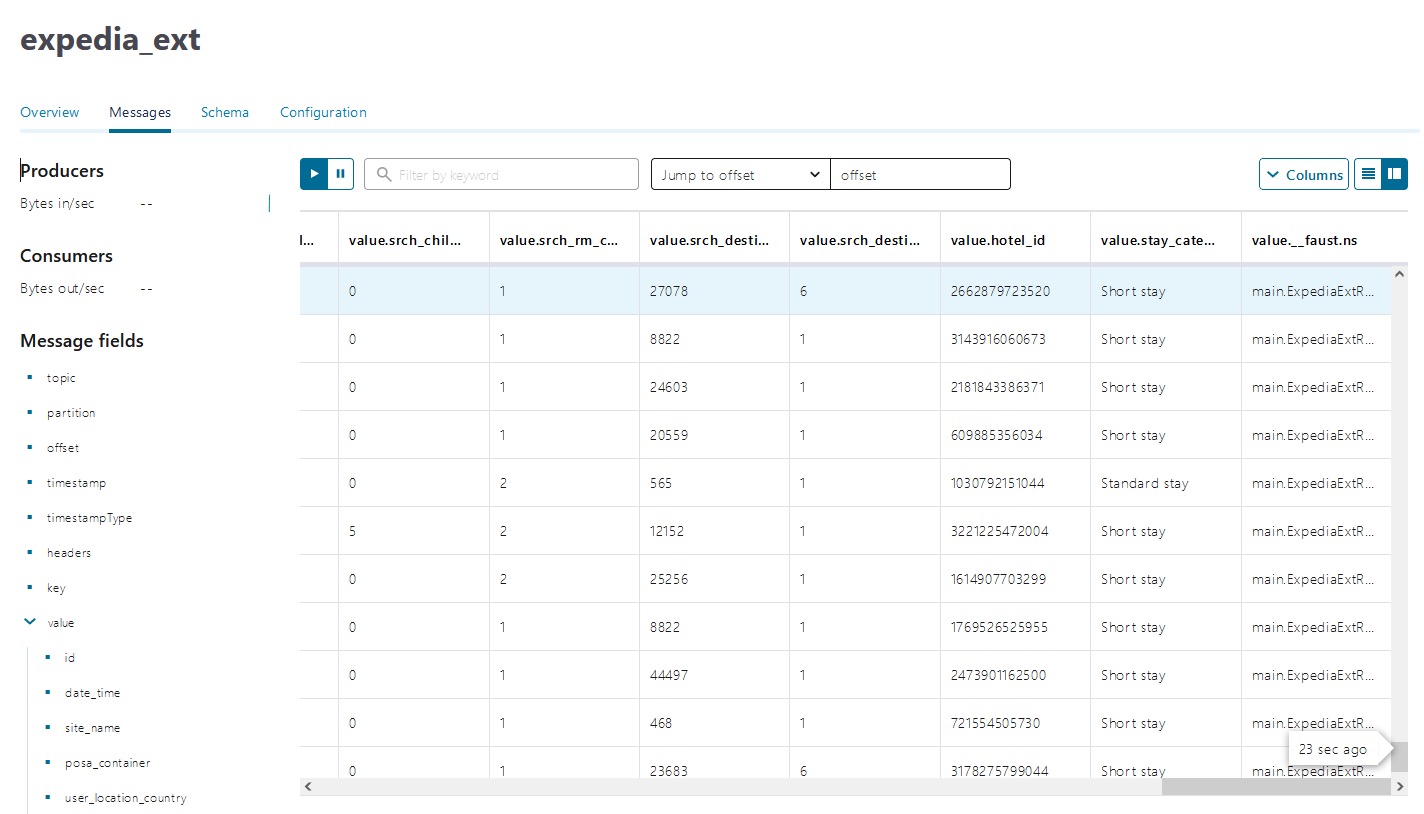 expedia_ext
Overview Messages Schema Configuration
Producers
Bytes in/sec --
Consumers
Bytes out/sec --
Message fields
topic
partition
offset
timestamp
timestampType
headers
key
value
id
date_time
site_name
posa_container
user_location_country
Filter by keyword Jump to offset offset Columns
l... value.srch_chil... value.srch_rm_c... value.srch_desti... value.srch_desti... value.hotel_id value.stay_cate... value.__faust.ns
0 1 27078 6 2662879723520 Short stay main.ExpediaExtR...
0 1 8822 1 3143916060673 Short stay main.ExpediaExtR...
0 1 24603 1 2181843386371 Short stay main.ExpediaExtR...
0 1 20559 1 609885356034 Short stay main.ExpediaExtR...
0 2 565 1 1030792151044 Standard stay main.ExpediaExtR...
5 2 12152 1 3221225472004 Short stay main.ExpediaExtR...
0 2 25256 1 1614907703299 Short stay main.ExpediaExtR...
0 1 8822 1 1769526525955 Short stay main.ExpediaExtR...
0 1 44497 1 2473901162500 Short stay main.ExpediaExtR...
0 1 468 1 721554505730 Short stay main.ExpediaExtR...
23 sec ago
0 1 23683 6 3178275799044 Short stay main.ExpediaExtR...